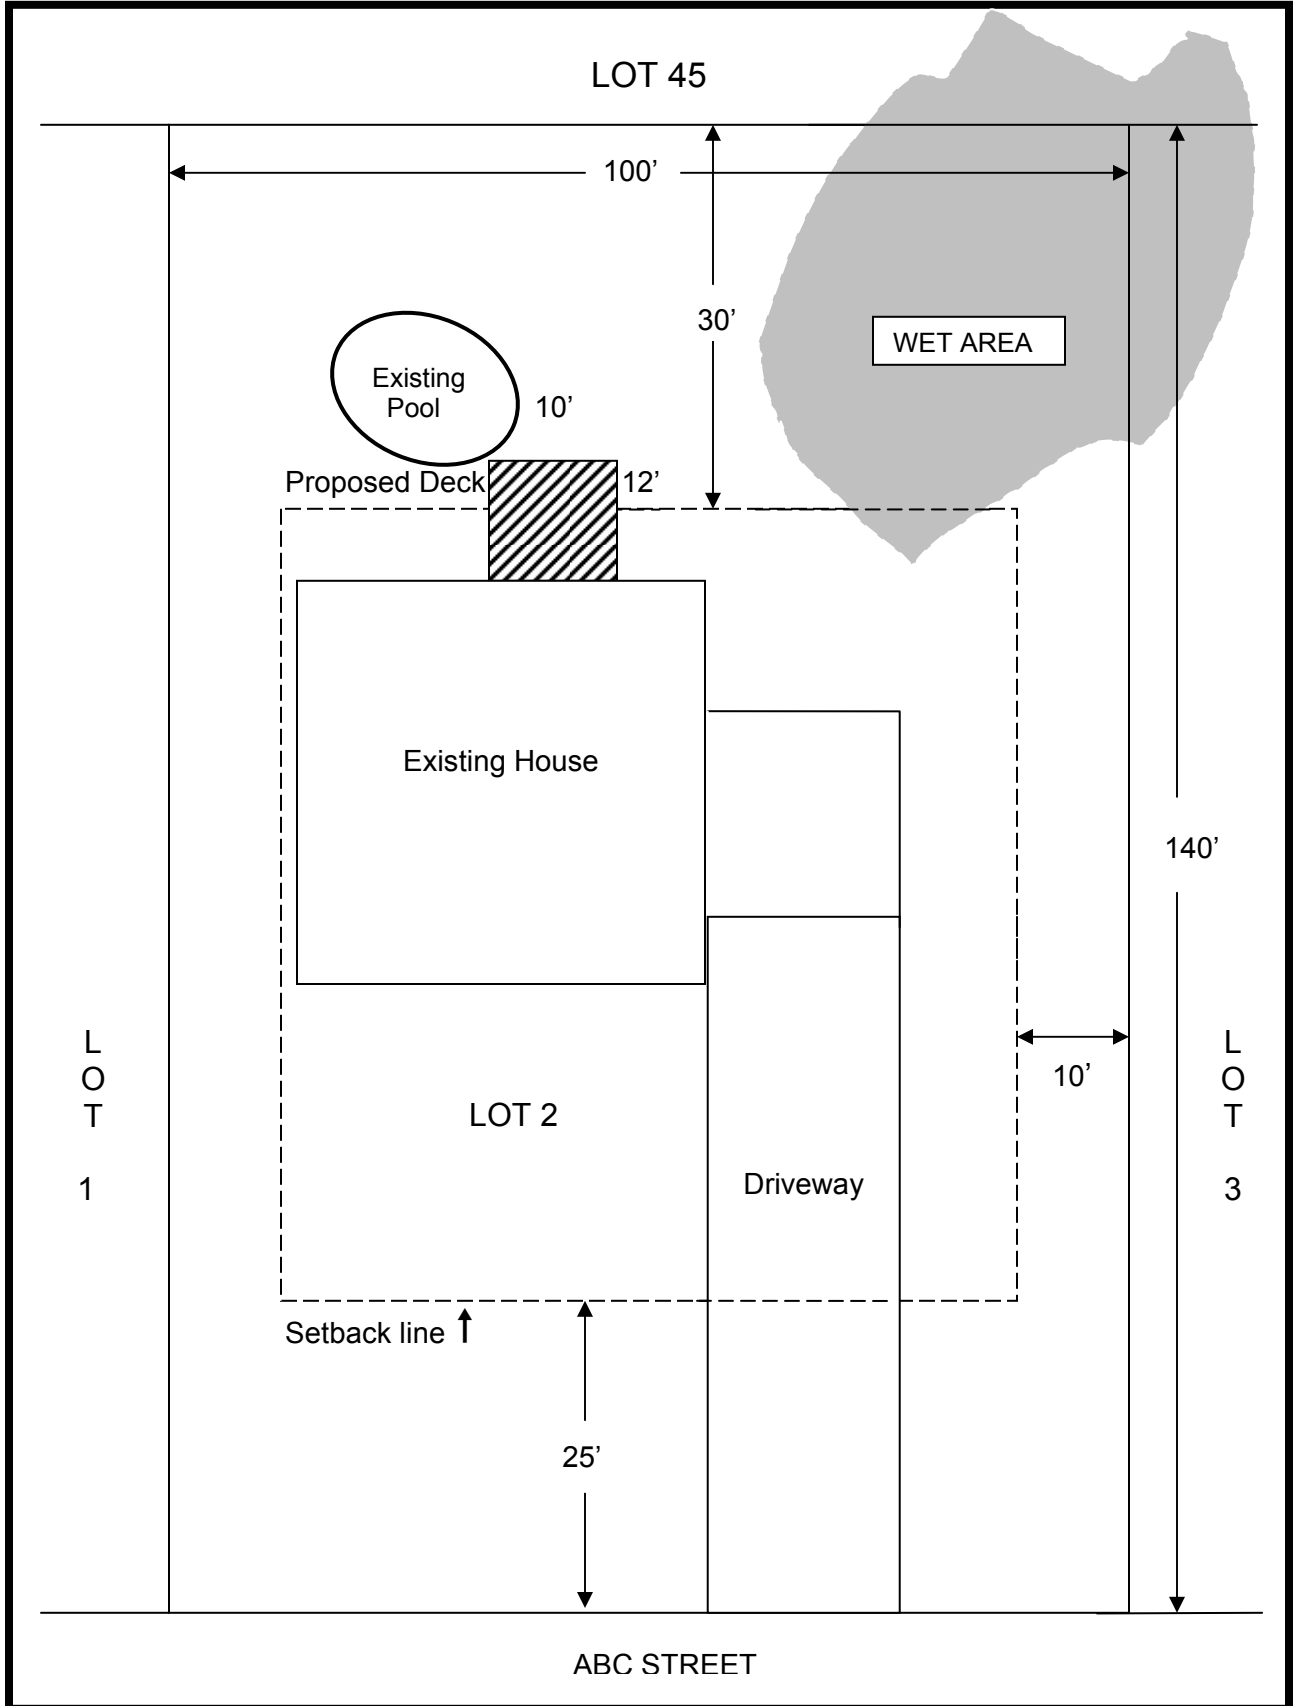 LOT 45
100’
30’
WET AREA
Existing
Pool
10’
Proposed Deck
12’
Existing House
140’
L
O
T
1
L
O
T
3
10’
LOT 2
Driveway
Setback line
25’
ABC STREET